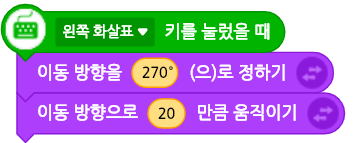 왼쪽 화살표 ▼ 키를 눌렀을 때
이동 방향을 270° (으)로 정하기
이동 방향으로 20 만큼 움직이기